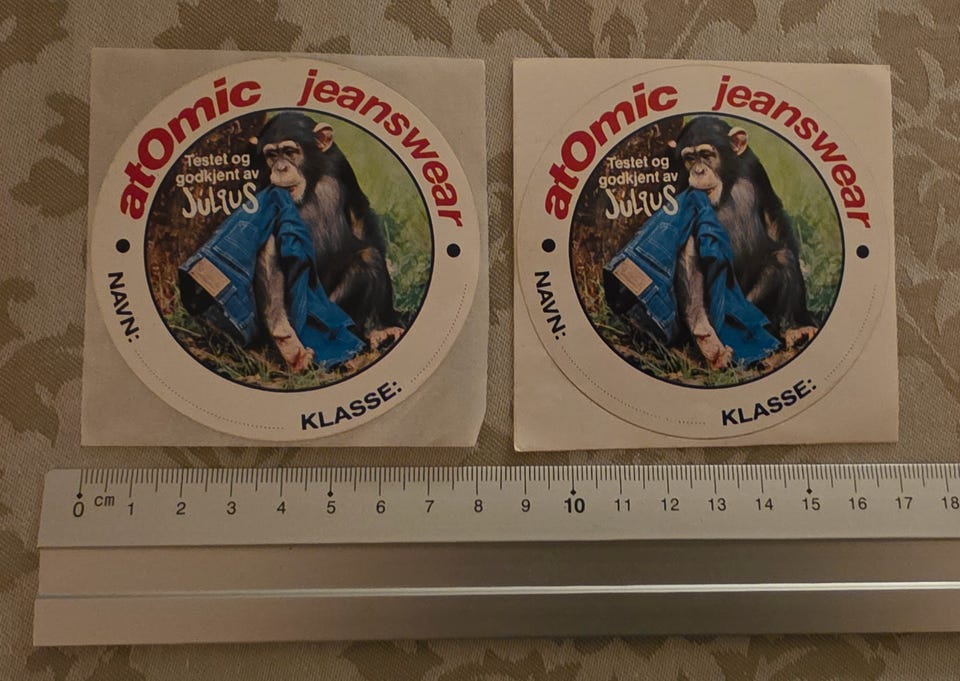 atOmic jeanswear
Testet og
godkjent av
JULIUS
NAVN:
KLASSE:
atOmic jeanswear
Testet og
godkjent av
JULIUS
NAVN:
KLASSE:
0 cm 1 2 3 4 5 6 7 8 9 10 11 12 13 14 15 16 17 18